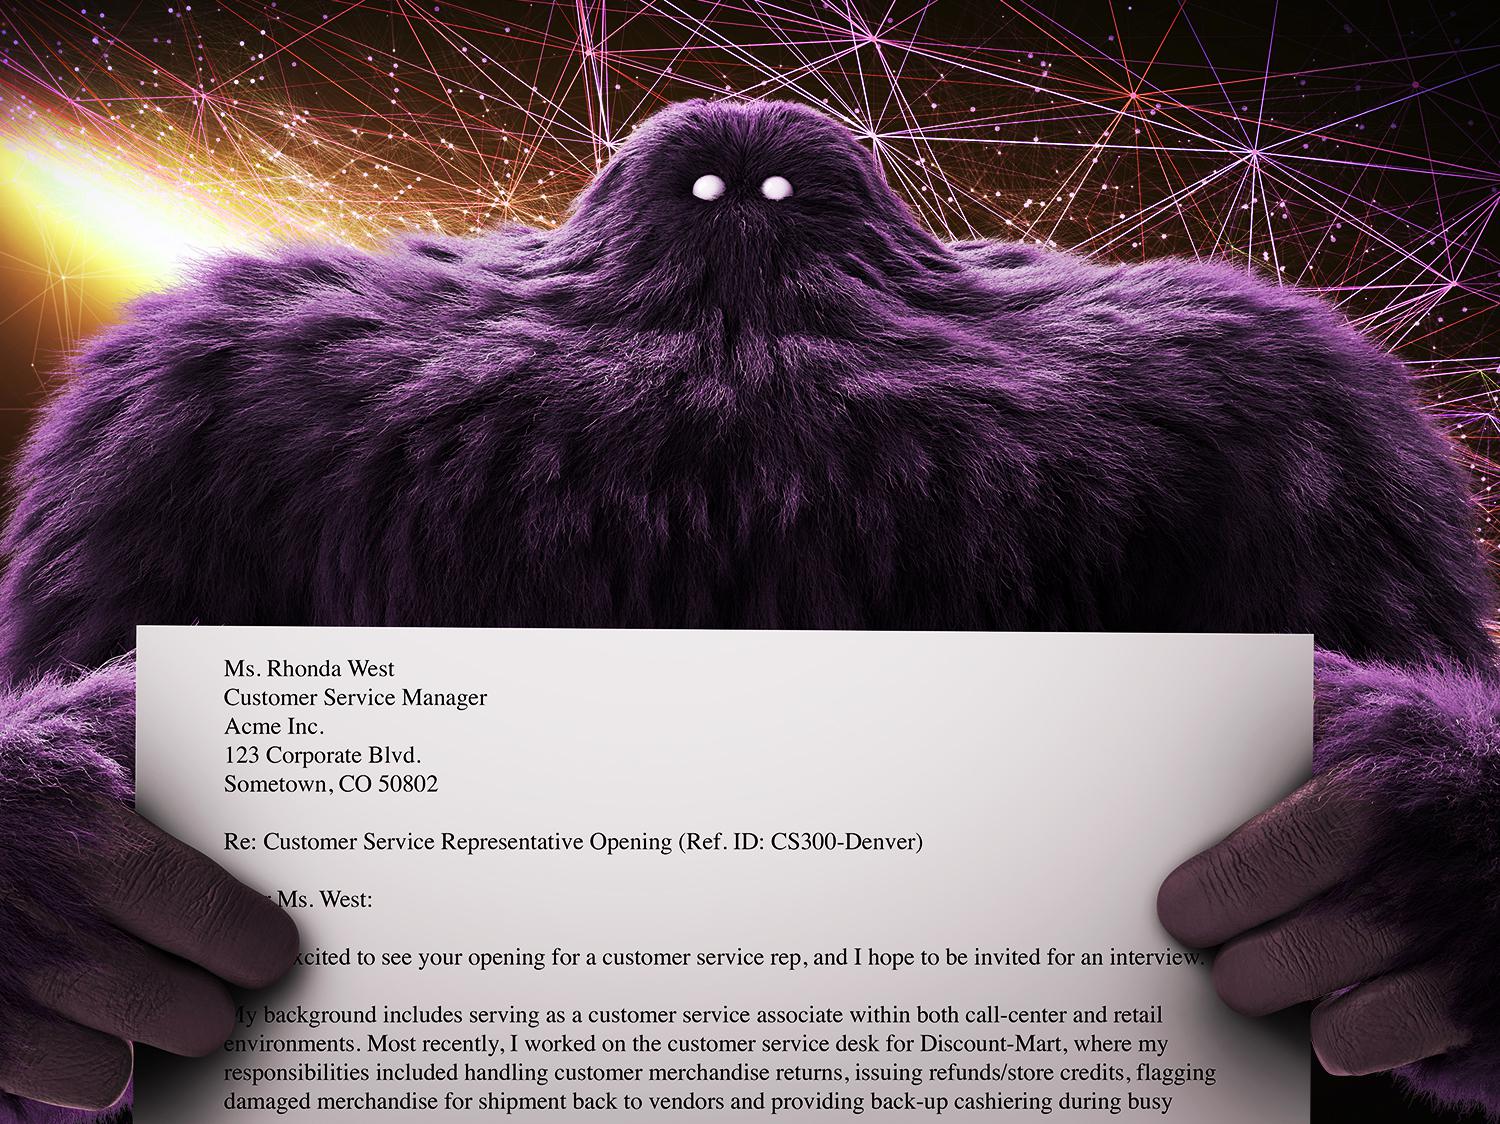 Ms. Rhonda West
Customer Service Manager
Acme Inc.
123 Corporate Blvd.
Sometown, CO 50802
Re: Customer Service Representative Opening (Ref. ID: CS300-Denver)
Ms. West:
xcited to see your opening for a customer service rep, and I hope to be invited for an interview.
My background includes serving as a customer service associate within both call-center and retail
environments. Most recently, I worked on the customer service desk for Discount-Mart, where my
responsibilities included handling customer merchandise returns, issuing refunds/store credits, flagging
damaged merchandise for shipment back to vendors and providing back-up cashiering during busy